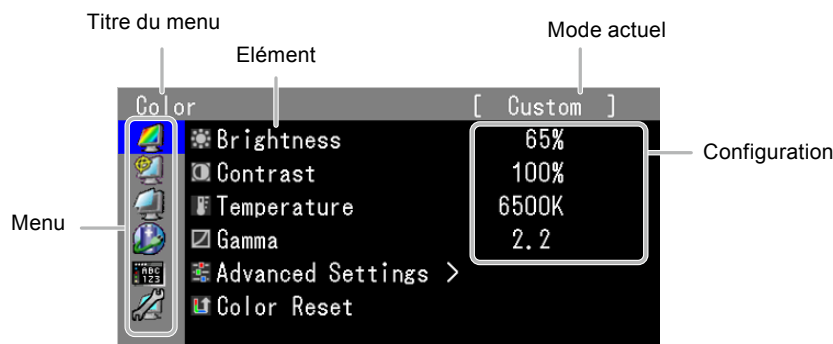 Titre du menu
Mode actuel
Elément
Color [ Custom ]
Brightness 65%
Contrast 100%
Configuration
Temperature 6500K
Menu
Gamma 2.2
ABC
123
Advanced Settings >
Color Reset